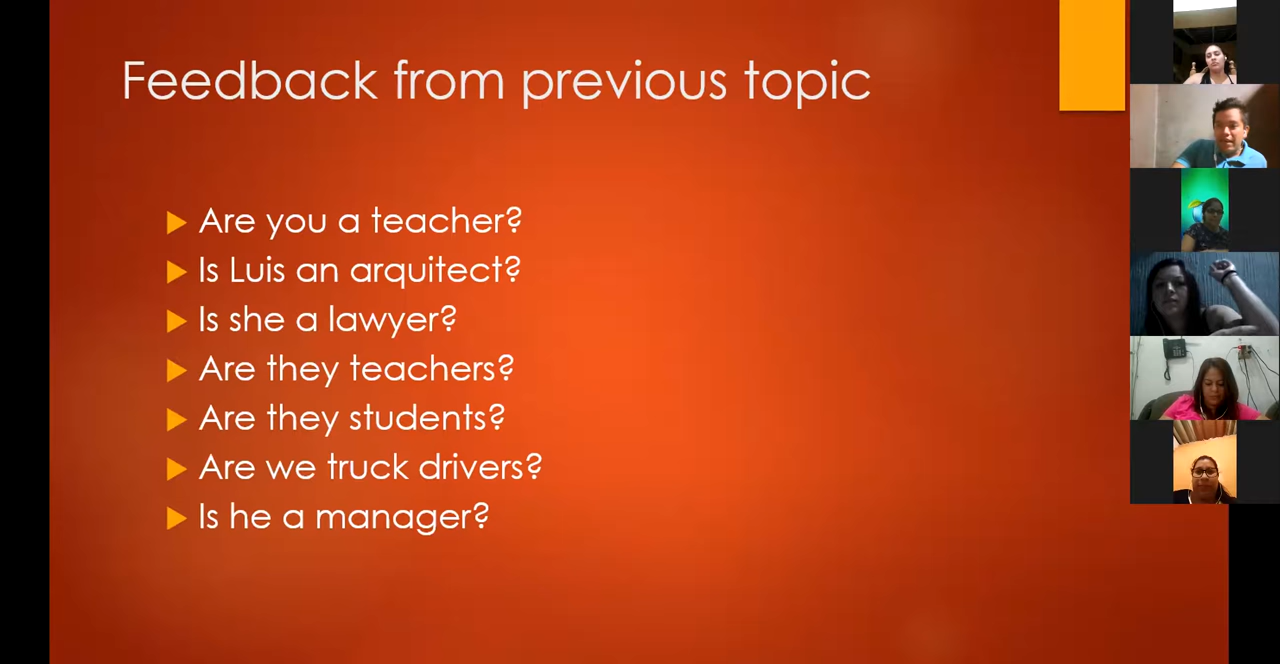 Feedback from previous topic
Are you a teacher?
Is Luis an arquitect?
Is she a lawyer?
Are they teachers?
Are they students?
Are we truck drivers?
Is he a manager?